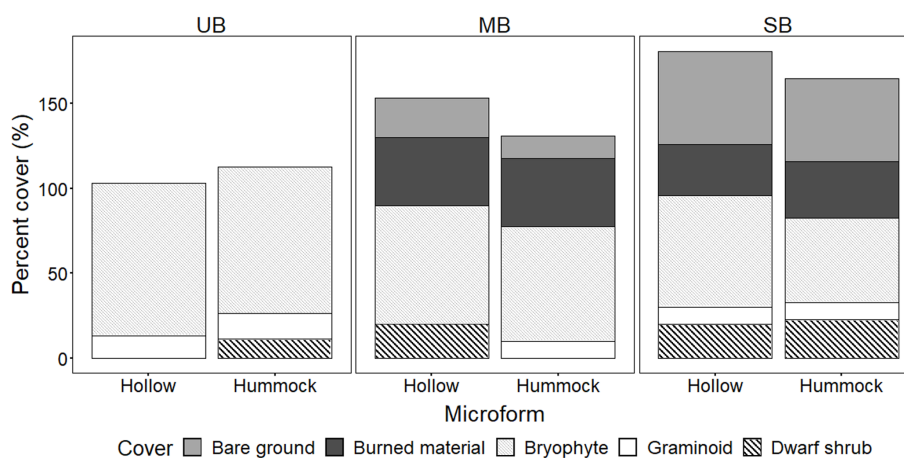 UB
MB
SB
Percent cover (%)
150
100
50
0
Hollow
Hummock
Hollow
Hummock
Hollow
Hummock
Microform
Cover Bare ground Burned material Bryophyte Graminoid Dwarf shrub